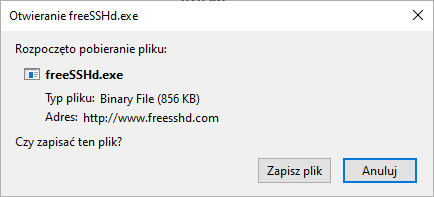 Otwieranie freeSSHd.exe
Rozpoczęto pobieranie pliku:
freeSSHd.exe
Typ pliku: Binary File (856 KB)
Adres: http://www.freesshd.com
Czy zapisać ten plik?
Zapisz plik Anuluj